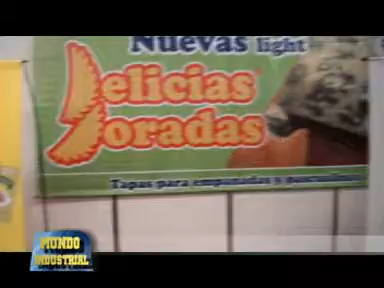 Nuevas light
Delicias
Doradas
Tapas para empanadas y pascualinas
MUNDO
INDUSTRIAL